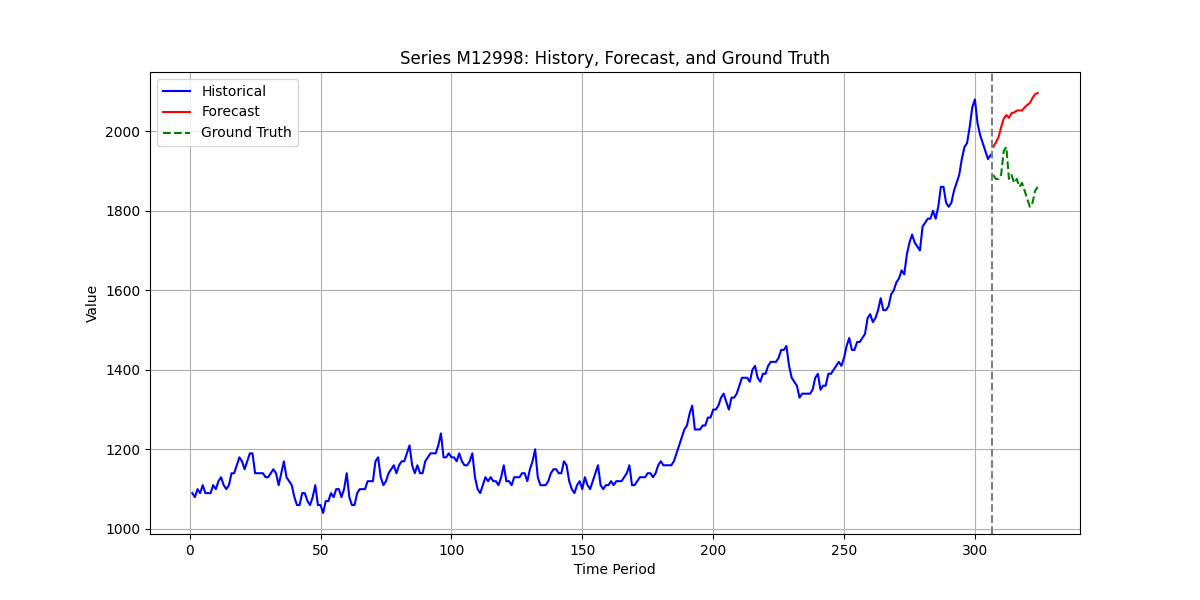 Series M12998: History, Forecast, and Ground Truth
Historical
Forecast
Ground Truth
Value
2000
1800
1600
1400
1200
1000
0 50 100 150 200 250 300
Time Period